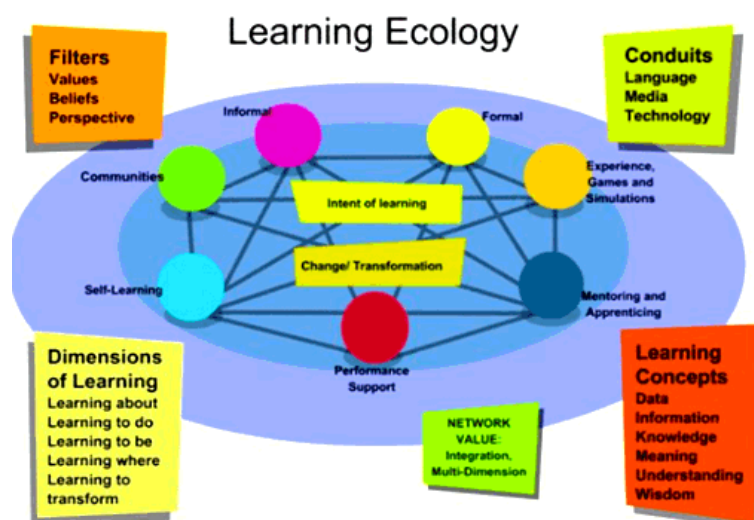 Learning Ecology
Filters
Values
Beliefs
Perspective
Conduits
Language
Media
Technology
Informal
Formal
Communities
Experience,
Games and
Simulations
Intent of learning
Change/ Transformation
Self-Learning
Mentoring and
Apprenticing
Performance
Support
Dimensions
of Learning
Learning about
Learning to do
Learning to be
Learning where
Learning to
transform
NETWORK
VALUE:
Integration,
Multi-Dimension
Learning
Concepts
Data
Information
Knowledge
Meaning
Understanding
Wisdom